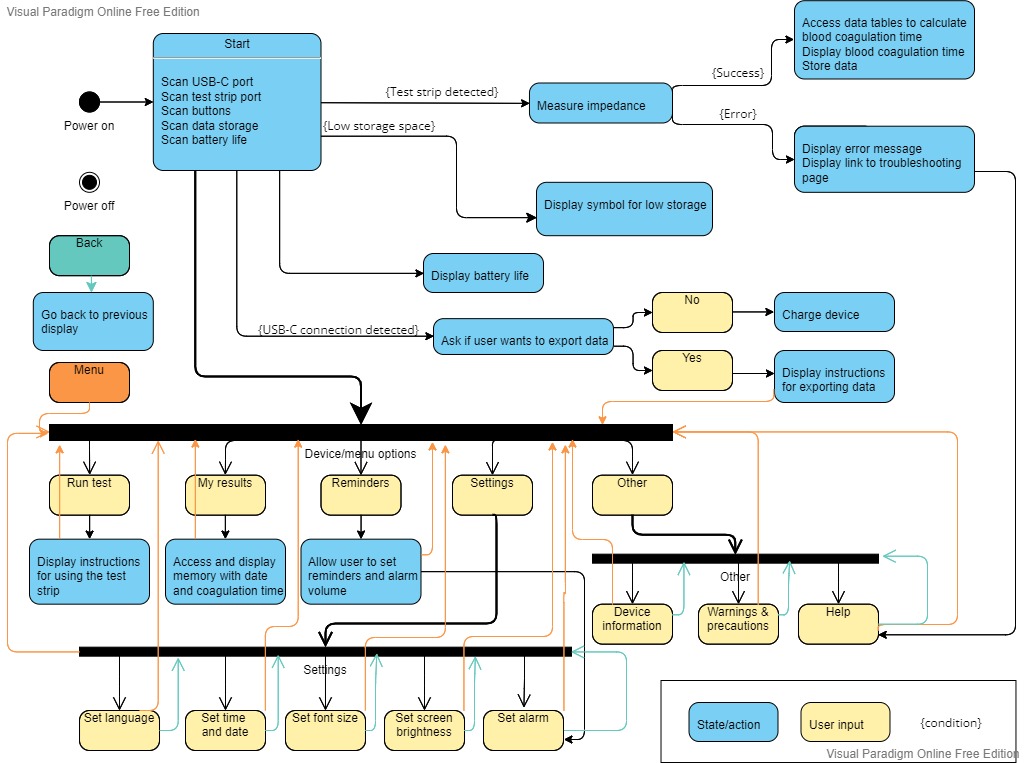 Visual Paradigm Online Free Edition
Start
Scan USB-C port
Scan test strip port
Scan buttons
Scan data storage
Scan battery life
Power on
Power off
{Test strip detected}
{Low storage space}
Measure impedance
{Success}
{Error}
Access data tables to calculate
blood coagulation time
Display blood coagulation time
Store data
Display error message
Display link to troubleshooting
page
Display symbol for low storage
Back
Go back to previous
display
Display battery life
{USB-C connection detected}
Ask if user wants to export data
No
Charge device
Yes
Display instructions
for exporting data
Menu
Device/menu options
Run test
My results
Reminders
Settings
Other
Display instructions
for using the test
strip
Access and display
memory with date
and coagulation time
Allow user to set
reminders and alarm
volume
Other
Device
information
Warnings &
precautions
Help
Settings
Set language
Set time
and date
Set font size
Set screen
brightness
Set alarm
State/action
User input
{condition}
Visual Paradigm Online Free Edition